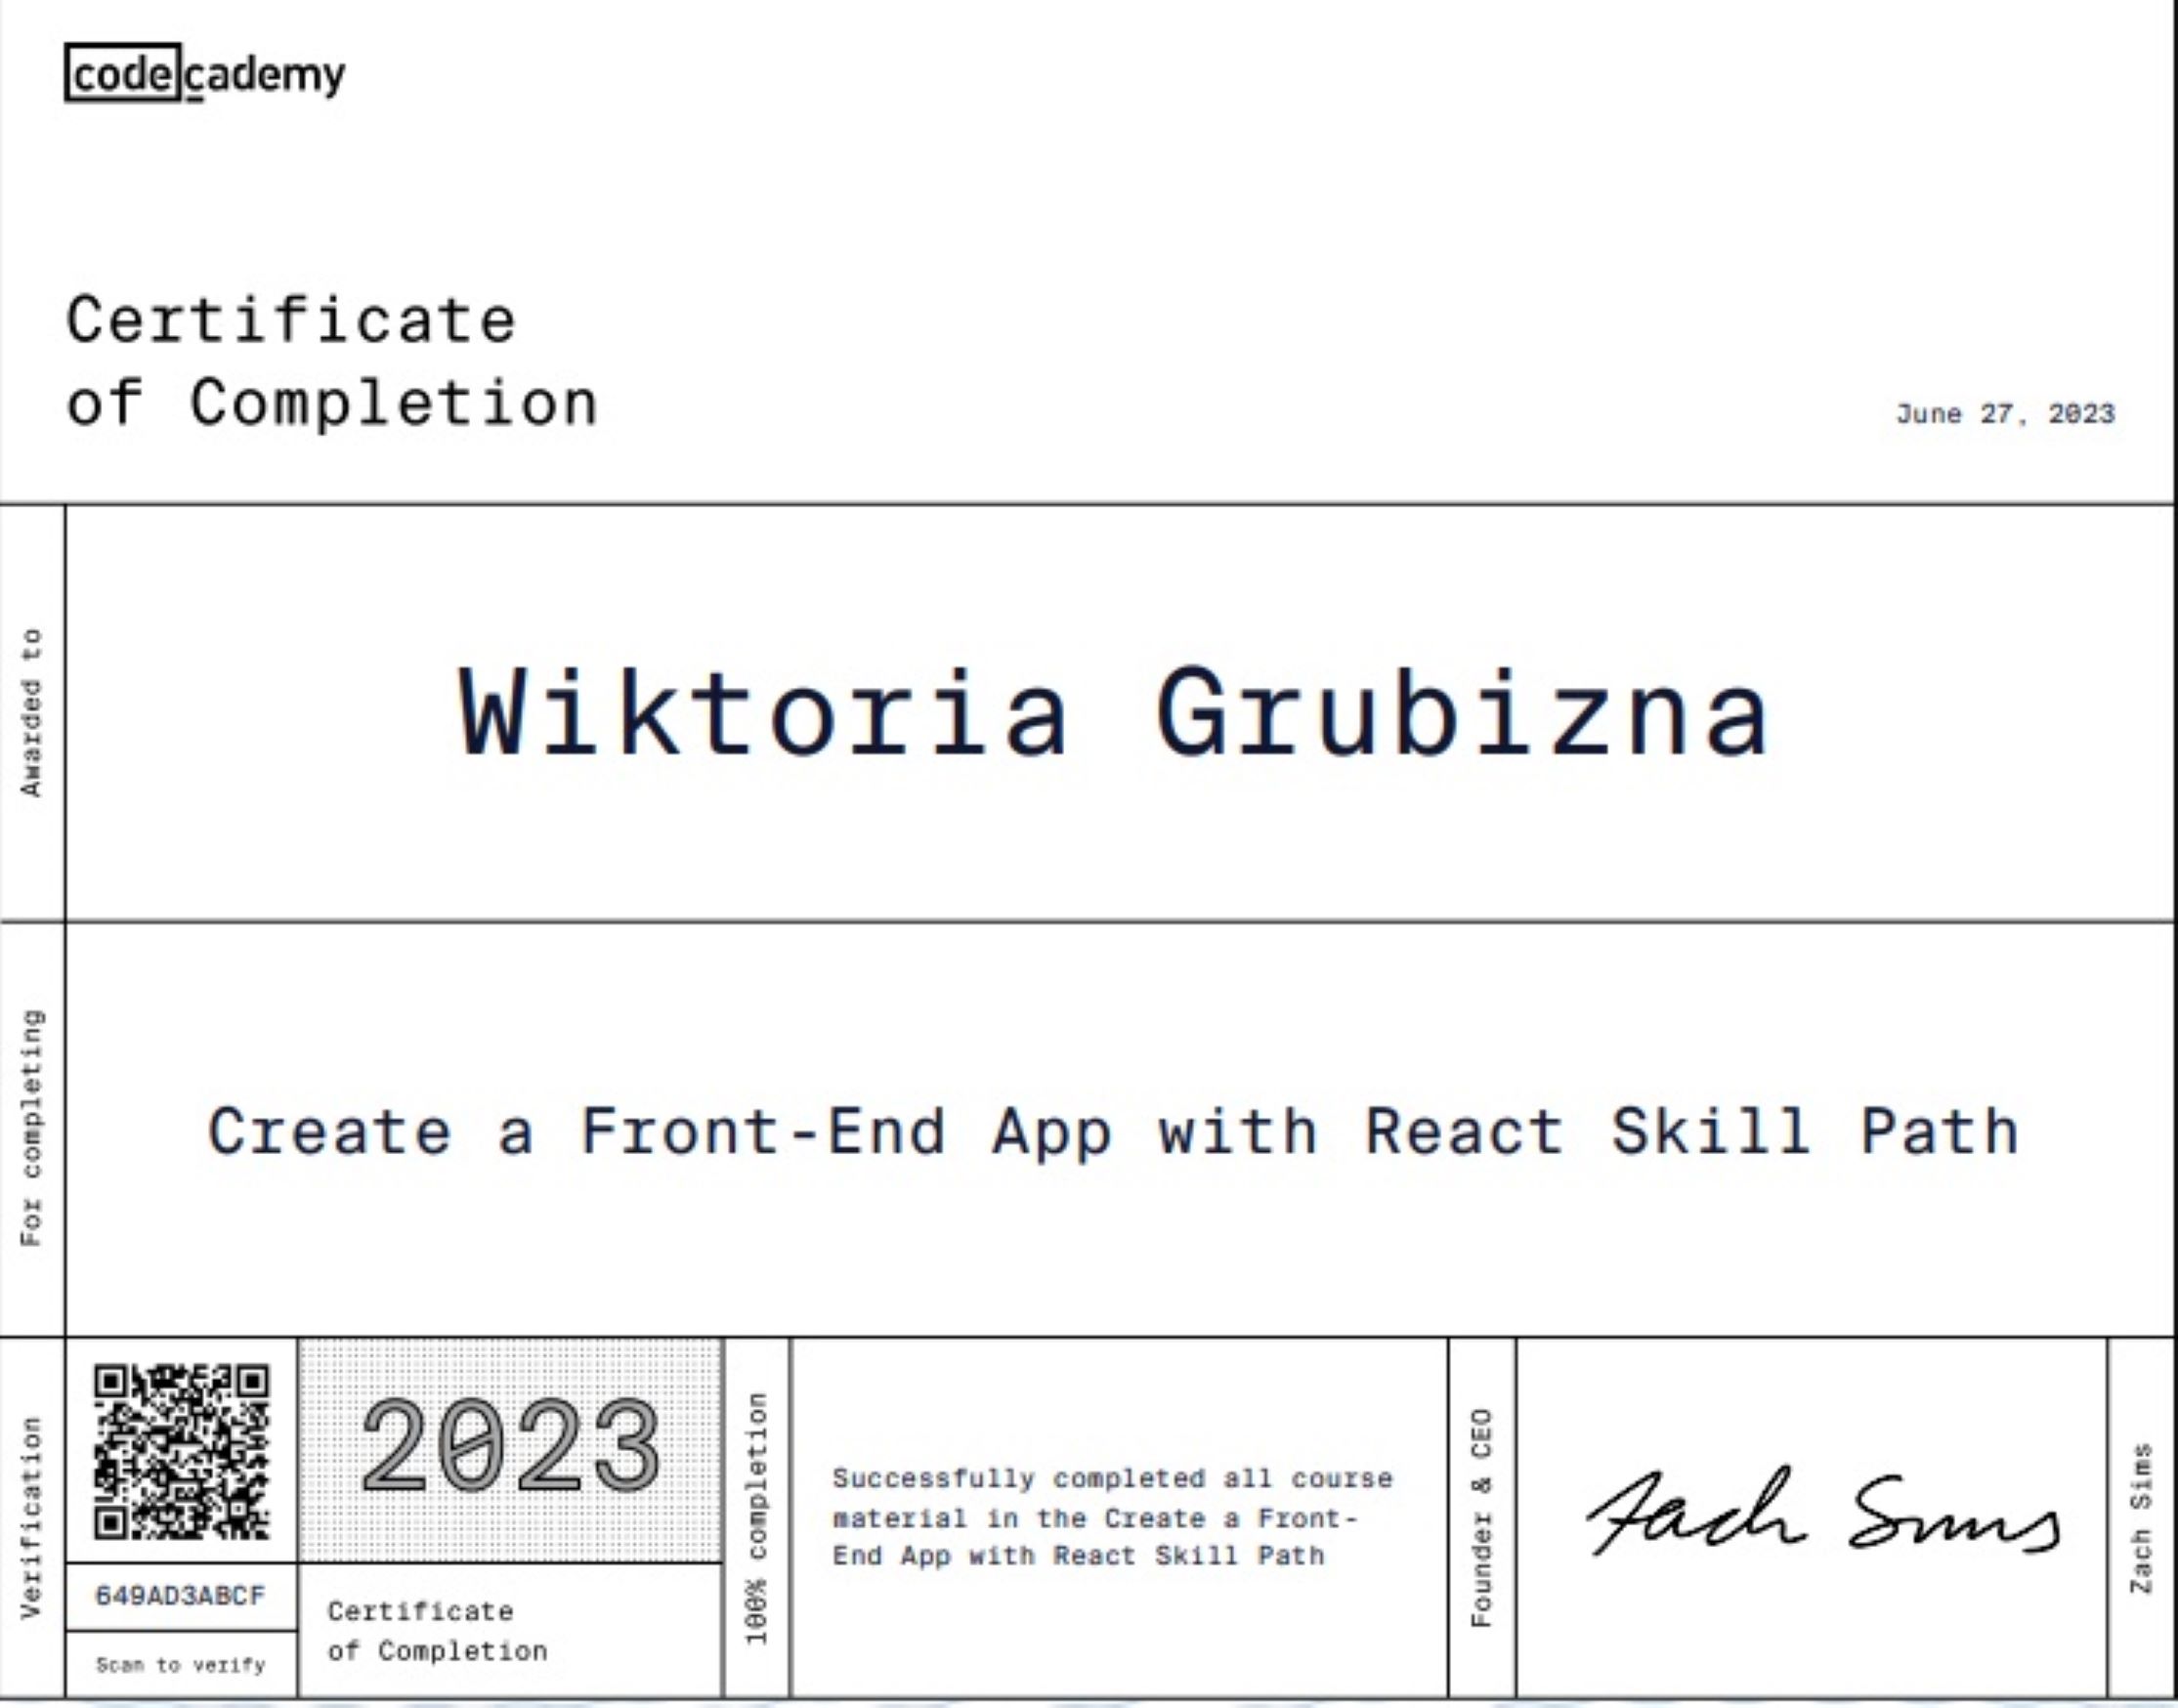 codecademy
Certificate
of Completion
June 27, 2023
Awarded to
Wiktoria Grubizna
For completing
Create a Front-End App with React Skill Path
Verification
649AD3ABCF
Scan to verify
2023
Certificate
of Completion
100% completion
Successfully completed all course
material in the Create a Front-
End App with React Skill Path
Founder & CEO
Zach Sims
Zach Sims